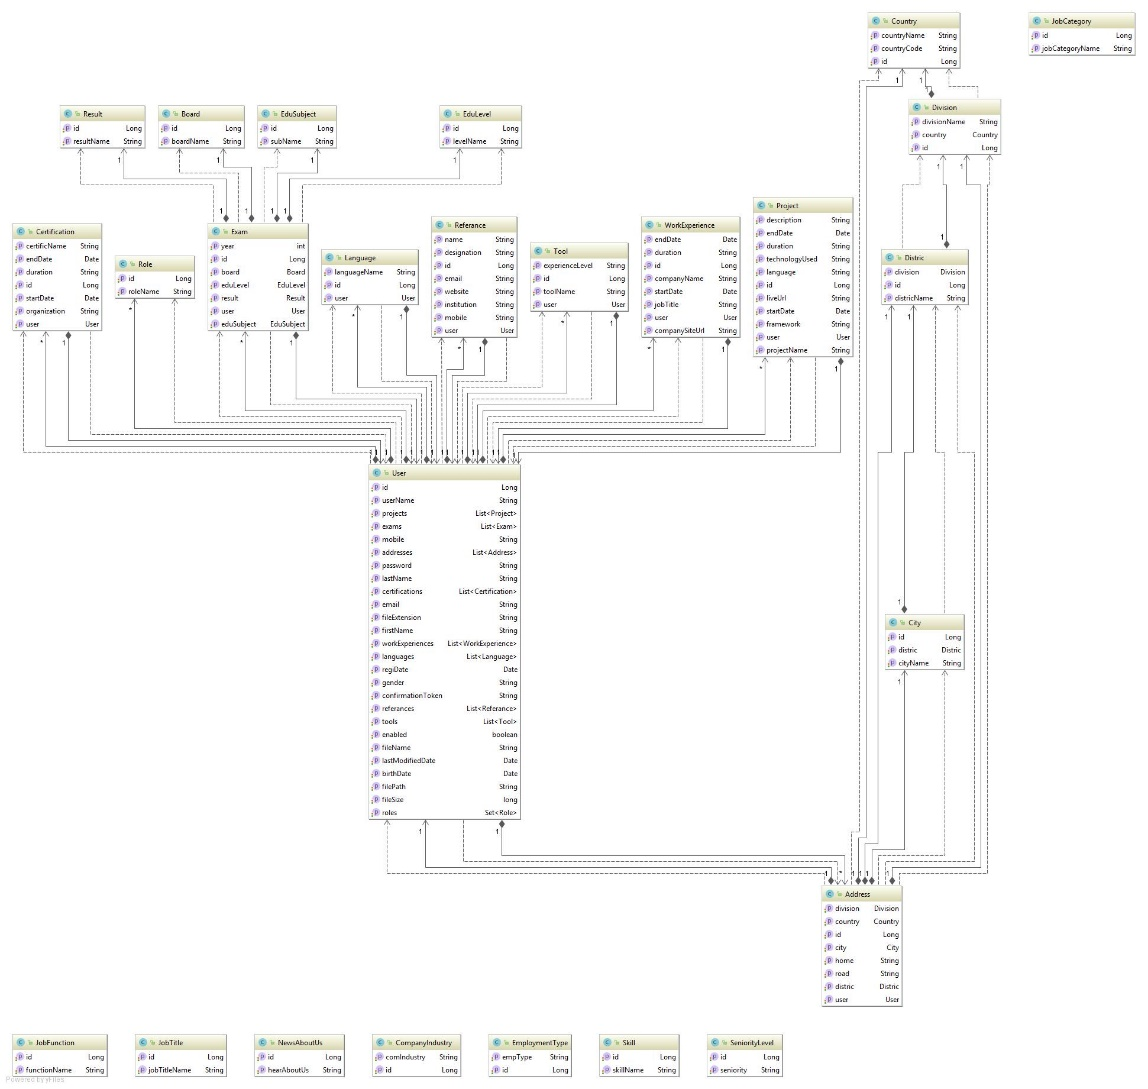 Country
countryName String
countryCode String
id Long
JobCategory
id Long
jobCategoryName String
Division
divisionName String
country Country
id Long
Result
id Long
resultName String
Board
id Long
boardName String
EduSubject
id Long
subName String
EduLevel
id Long
levelName String
Certification
certificName String
endDate Date
duration String
id Long
startDate Date
organization String
user User
Role
id Long
roleName String
Exam
year int
id Long
board Board
eduLevel EduLevel
result Result
user User
eduSubject EduSubject
Language
languageName String
id Long
user User
Referance
name String
designation String
id Long
email String
website String
institution String
mobile String
user User
Tool
experienceLevel String
id Long
toolName String
user User
WorkExperience
endDate Date
duration String
id Long
companyName String
startDate Date
jobTitle String
user User
companySiteUrl String
Project
description String
endDate Date
duration String
technologyUsed String
language String
id Long
liveUrl String
startDate Date
framework String
user User
projectName String
Distric
division Division
id Long
districName String
User
id Long
userName String
projects List<Project>
exams List<Exam>
mobile String
addresses List<Address>
password String
lastName String
certifications List<Certification>
email String
fileExtension String
firstName String
workExperiences List<WorkExperience>
languages List<Language>
regiDate Date
gender String
confirmationToken String
referances List<Referance>
tools List<Tool>
enabled boolean
fileName String
lastModifiedDate Date
birthDate Date
filePath String
fileSize long
roles Set<Role>
City
id Long
distric Distric
cityName String
Address
division Division
country Country
id Long
city City
home String
road String
distric Distric
user User
JobFunction
id Long
functionName String
JobTitle
id Long
jobTitleName String
NewsAboutUs
id Long
hearAboutUs String
CompanyIndustry
comIndustry String
id Long
EmploymentType
empType String
id Long
Skill
id Long
skillName String
SeniorityLevel
id Long
seniority String
Powered by yFiles